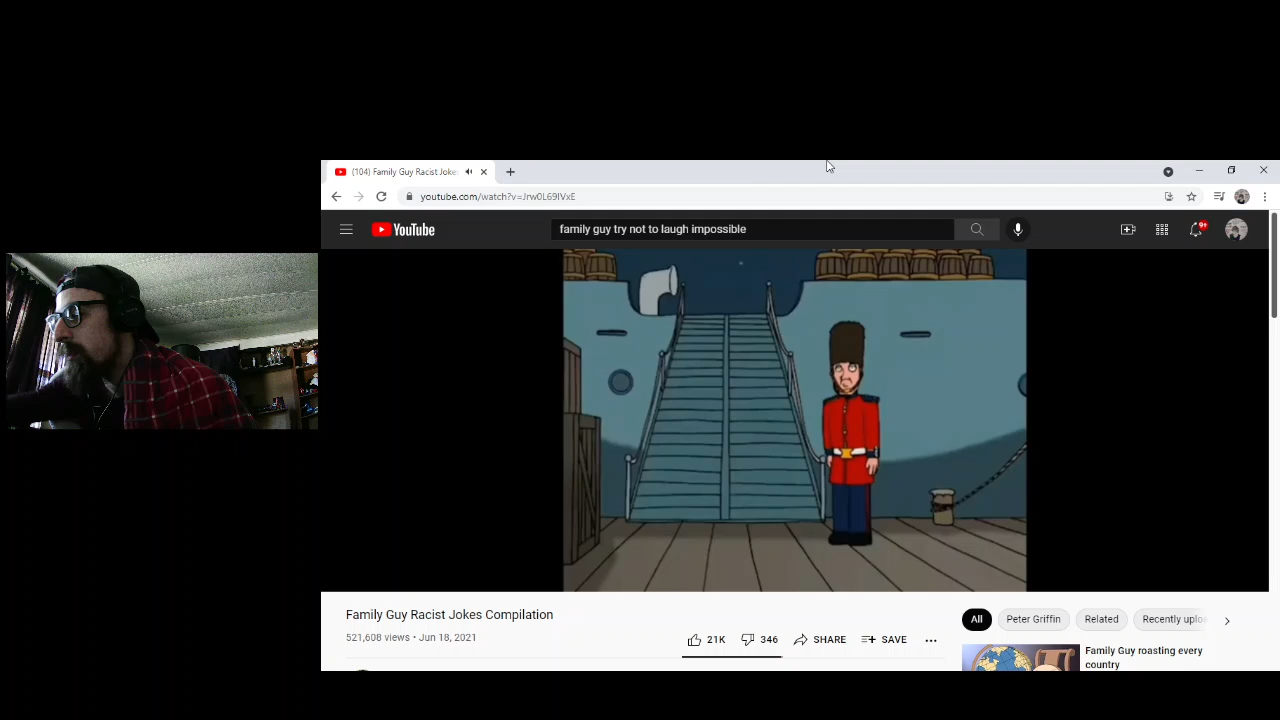 (104) Family Guy Racist Joke
youtube.com/watch?v=Jrw0L69IVxE
YouTube
family guy try not to laugh impossible
9+
Family Guy Racist Jokes Compilation
521,608 views • Jun 18, 2021
21K
346
SHARE
SAVE
All
Peter Griffin
Related
Recently uploa
Family Guy roasting every
country